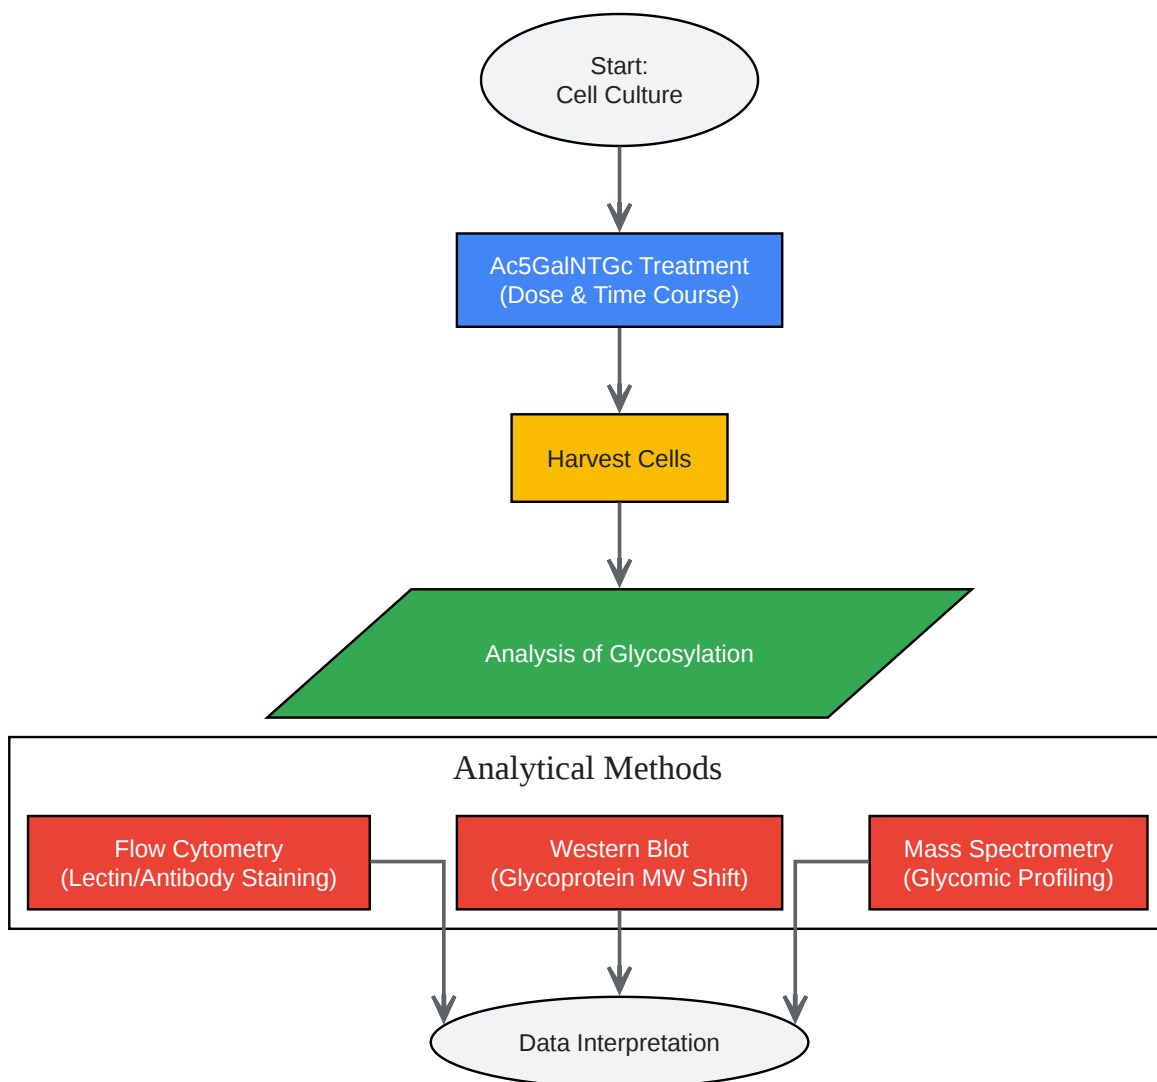 Start:
Cell Culture
Ac5GalNTGc Treatment
(Dose & Time Course)
Harvest Cells
Analysis of Glycosylation
Analytical Methods
Flow Cytometry
(Lectin/Antibody Staining)
Western Blot
(Glycoprotein MW Shift)
Mass Spectrometry
(Glycomic Profiling)
Data Interpretation